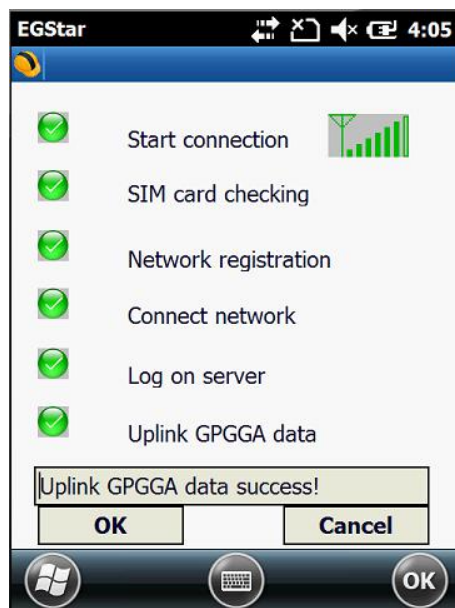 EGStar 4:05
Start connection
SIM card checking
Network registration
Connect network
Log on server
Uplink GPGGA data
Uplink GPGGA data success!
OK Cancel
OK